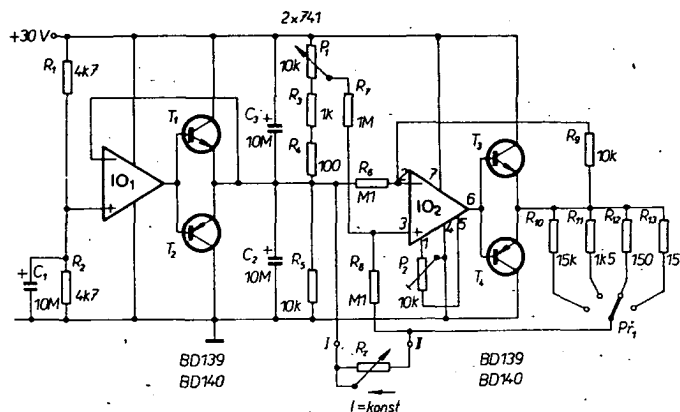 2×741
+30 V
R1
4k7
P1
10k
R3
1k
R4
100
R7
1M
T1
C3
+
10M
IO1
T2
C2
+
10M
R5
10k
R6
M1
2
7
IO2
6
3
1
4
5
P2
10k
R8
M1
T3
T4
R9
10k
R10
15k
R11
1k5
R12
150
R13
15
Př.1
+
C1
10M
R2
4k7
I
II
BD139
BD140
BD139
BD140
I=konst